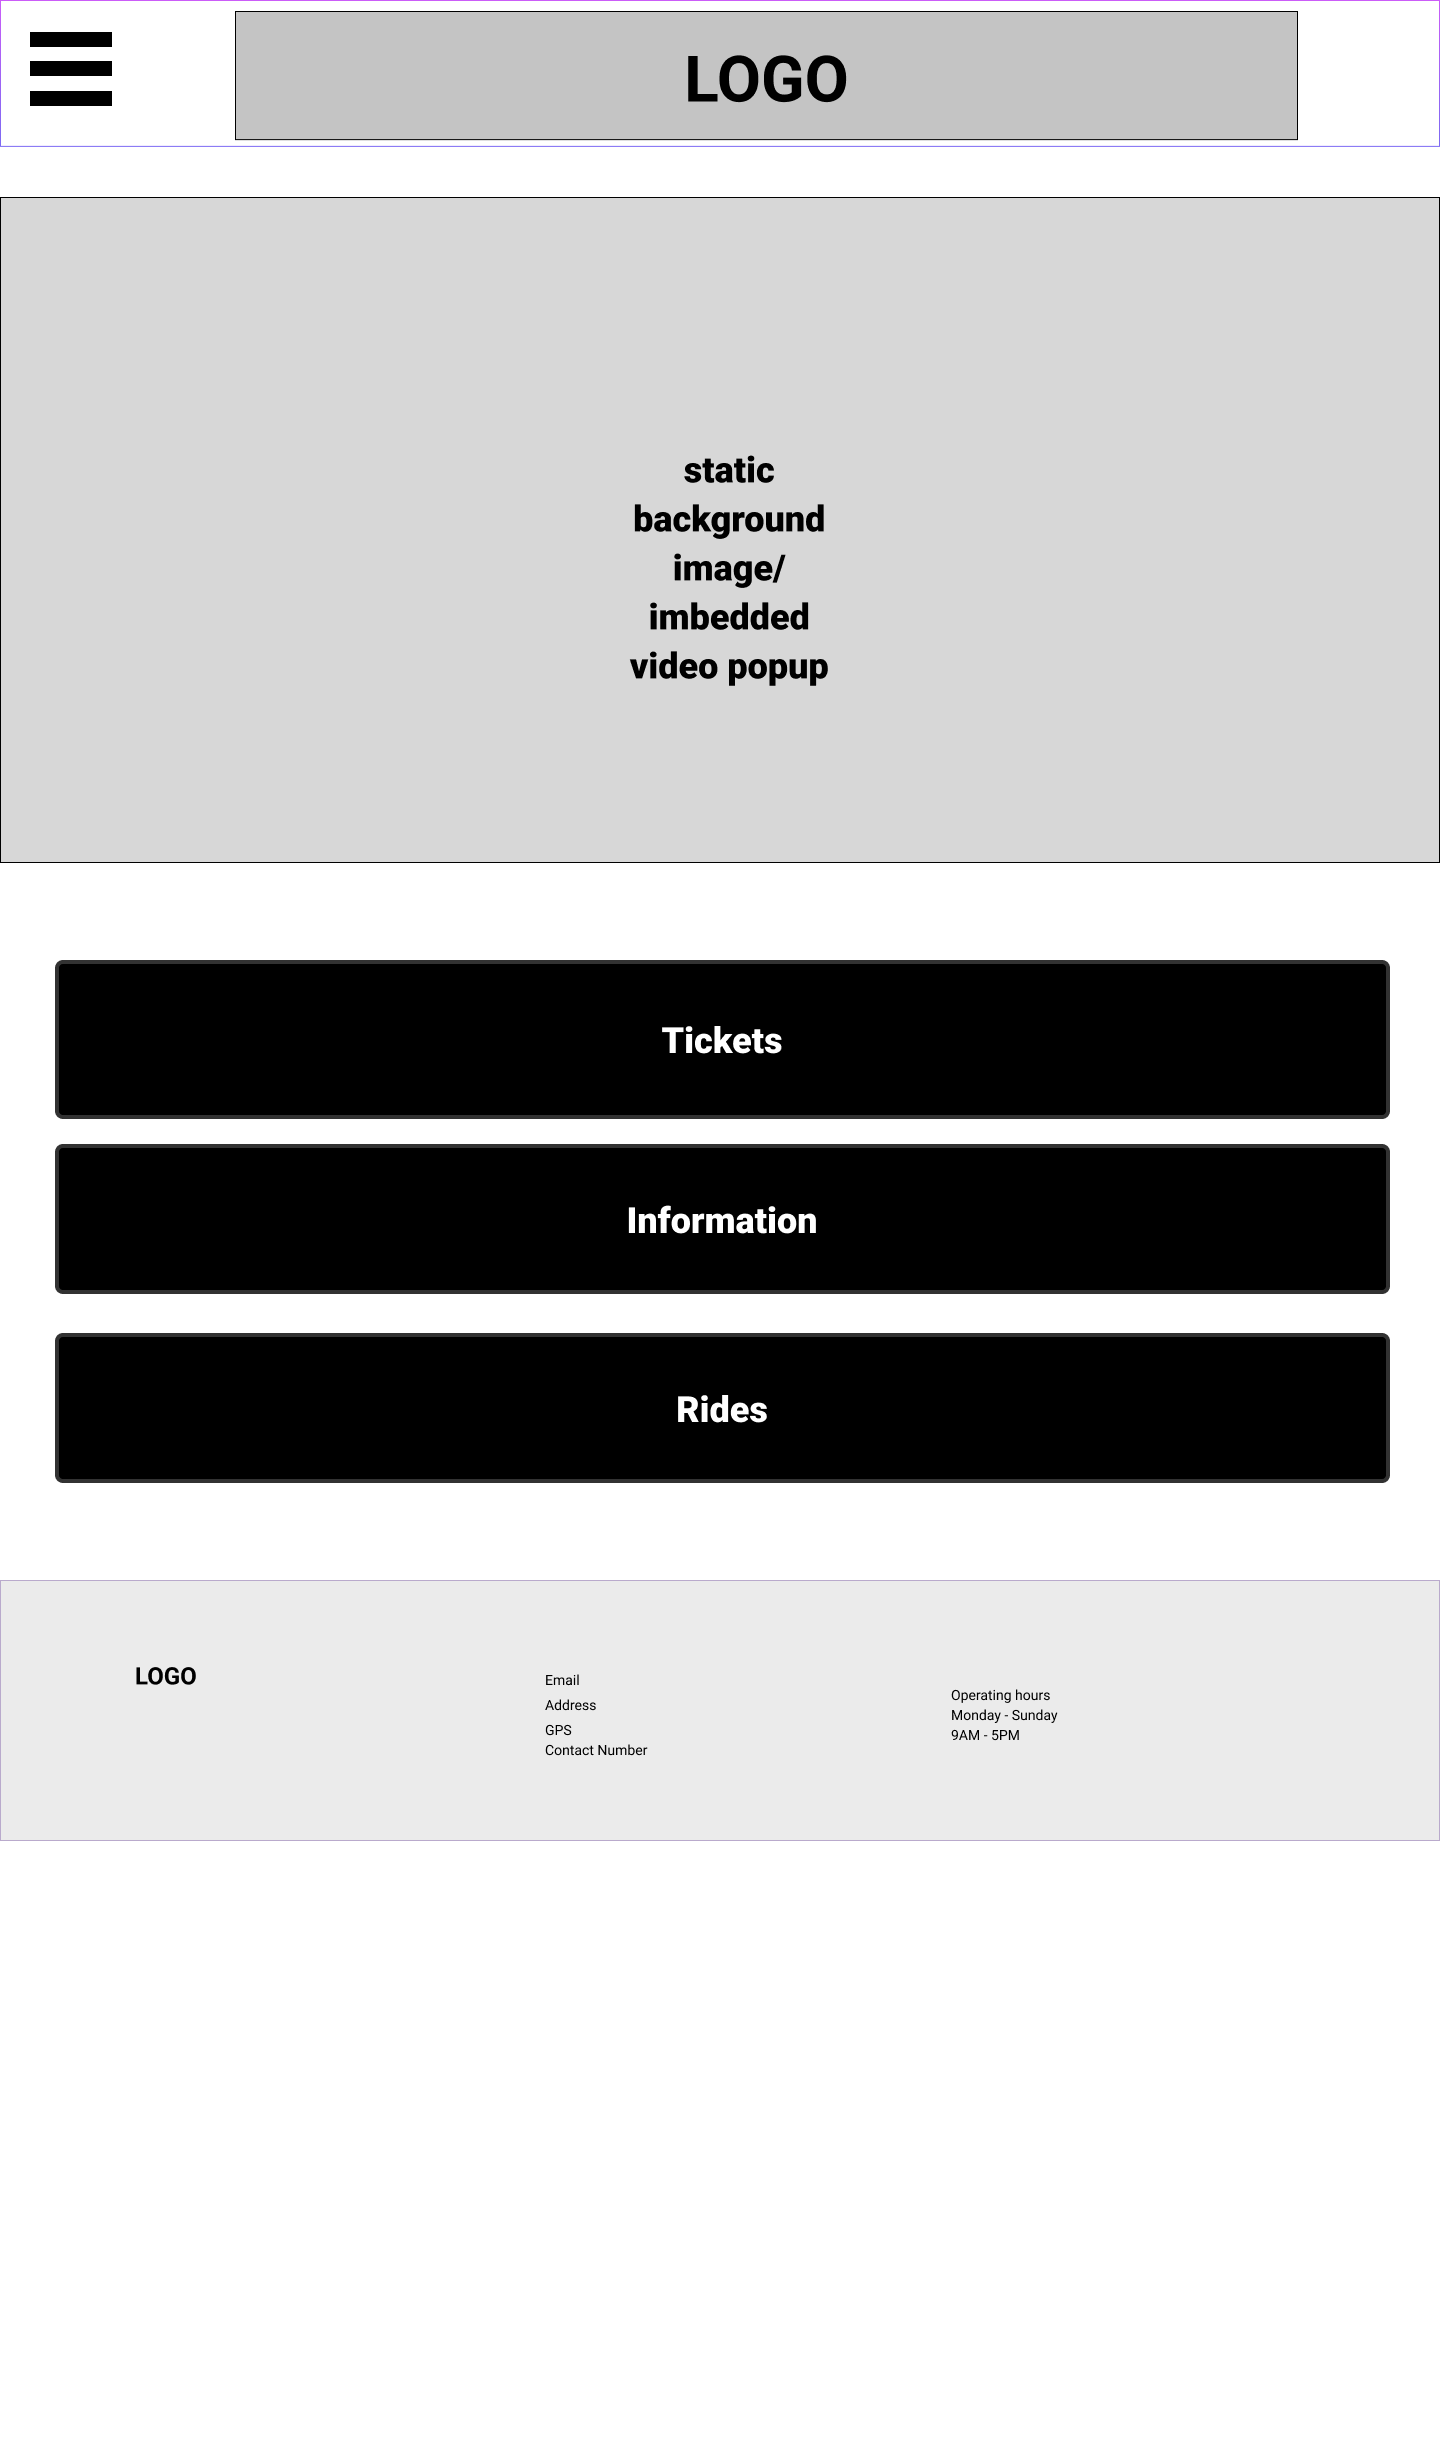 LOGO
static
background
image/
imbedded
video popup
Tickets
Information
Rides
LOGO
Email
Address
GPS
Contact Number
Operating hours
Monday - Sunday
9AM - 5PM